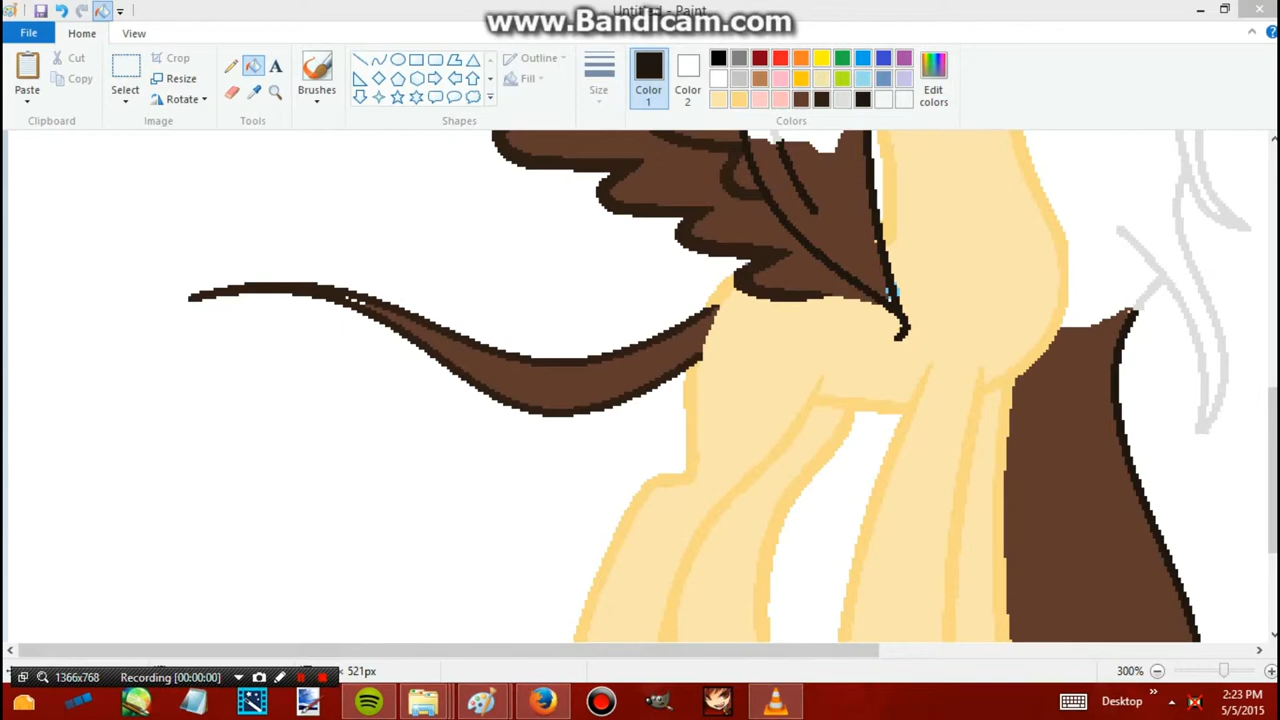 Untitled - Paint
www.Bandicam.com
File
Home
View
Paste
Cut
Copy
Clipboard
Select
Crop
Resize
Rotate
Image
Tools
Brushes
Shapes
Outline
Fill
Size
Color 1
Color 2
Edit colors
Colors
× 521px
300%
1366x768
Recording [00:00:00]
Desktop
2:23 PM
5/5/2015